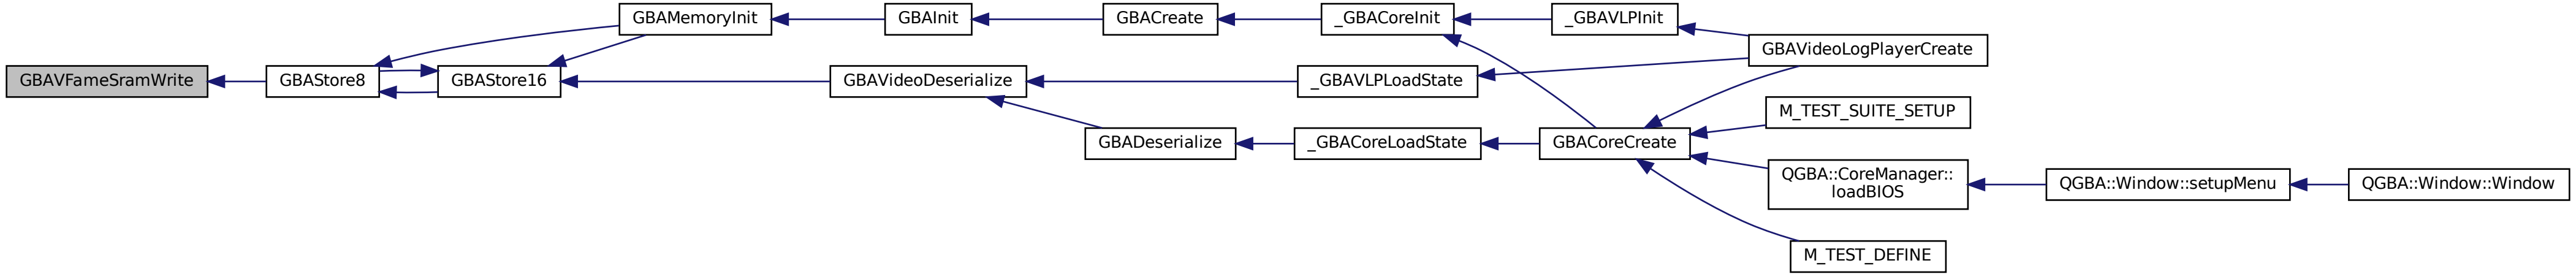 GBAMemoryInit
GBAInit
GBACreate
_GBACoreInit
_GBAVLPInit
GBAVideoLogPlayerCreate
GBAVFameSramWrite
GBAStore8
GBAStore16
GBAVideoDeserialize
_GBAVLPLoadState
M_TEST_SUITE_SETUP
GBADeserialize
_GBACoreLoadState
GBACoreCreate
QGBA::CoreManager::
loadBIOS
QGBA::Window::setupMenu
QGBA::Window::Window
M_TEST_DEFINE